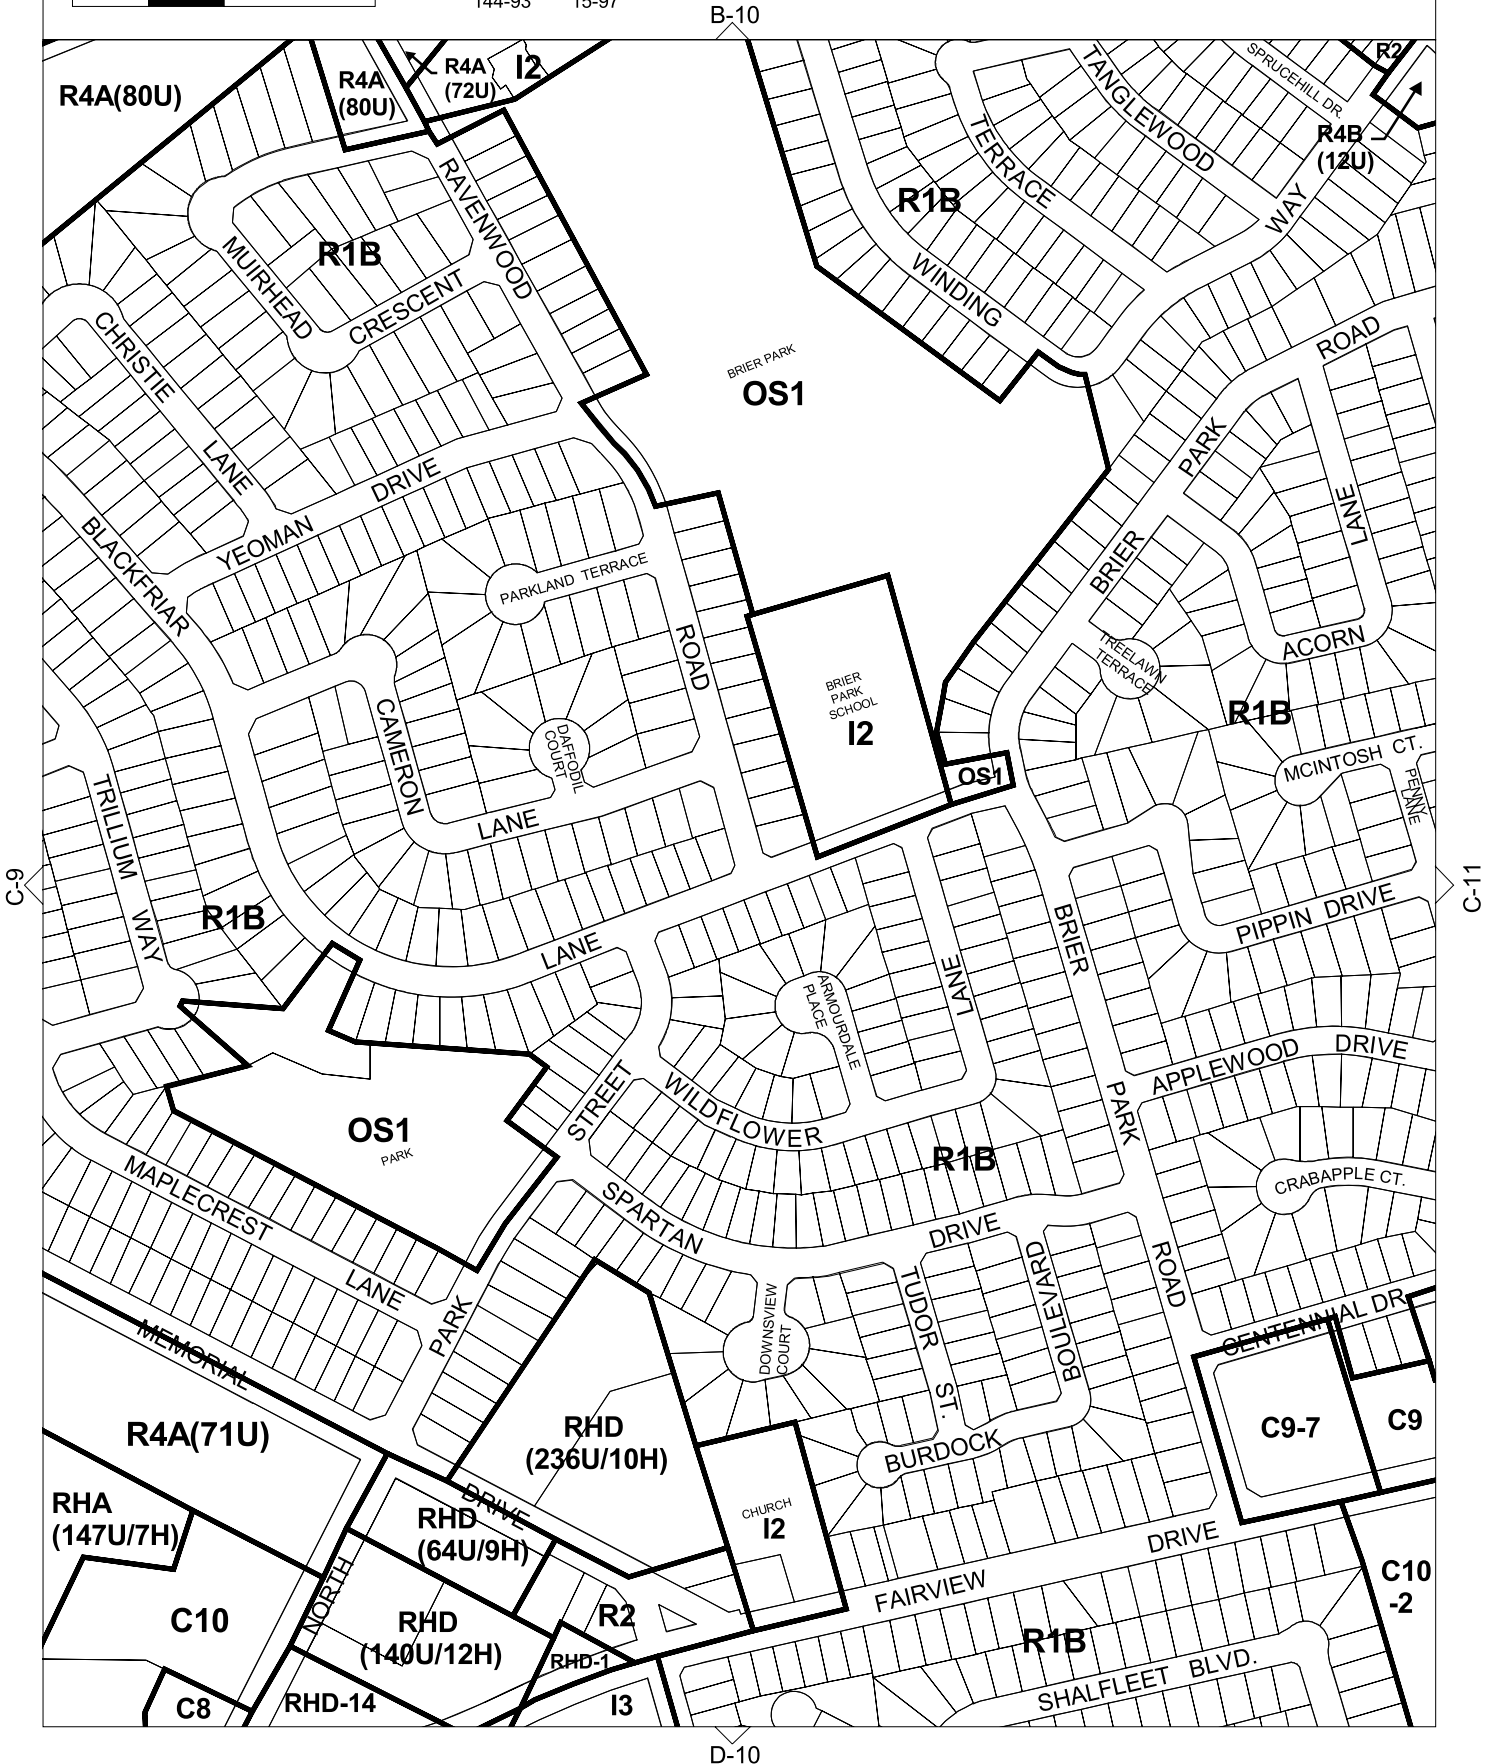 144-93 15-97
B-10
R4A(80U)
R4A
(80U)
R4A
(72U)
I2
R2
SPRUCEHILL DR.
TANGLEWOOD
R4B
(12U)
TERRACE
R1B
WAY
RAVENWOOD
MUIRHEAD
R1B
CRESCENT
WINDING
CHRISTIE
LANE
ROAD
BRIER PARK
OS1
PARK
BRIER
LANE
ACORN
YEOMAN DRIVE
BLACKFRIAR
PARKLAND TERRACE
ROAD
TREELAWN
TERRACE
BRIER
PARK
SCHOOL
I2
R1B
CAMERON
LANE
DAFFODIL
COURT
OS1
MCINTOSH CT.
PENNY
LANE
TRILLIUM
WAY
C-9
C-11
R1B
LANE
BRIER
PIPPIN DRIVE
LANE
ARMOURDALE
PLACE
APPLEWOOD DRIVE
STREET
WILDFLOWER
PARK
OS1
PARK
R1B
CRABAPPLE CT.
MAPLECREST
LANE
SPARTAN
DRIVE
ROAD
TUDOR
ST.
BOULEVARD
DOWNSVIEW
COURT
PARK
CENTENNIAL DR.
MEMORIAL
R4A(71U)
RHD
(236U/10H)
C9-7
C9
BURDOCK
RHA
(147U/7H)
DRIVE
RHD
(64U/9H)
CHURCH
I2
DRIVE
FAIRVIEW
C10
-2
NORTH
C10
RHD
(140U/12H)
R2
RHD-1
R1B
SHALFLEET BLVD.
C8
RHD-14
I3
D-10